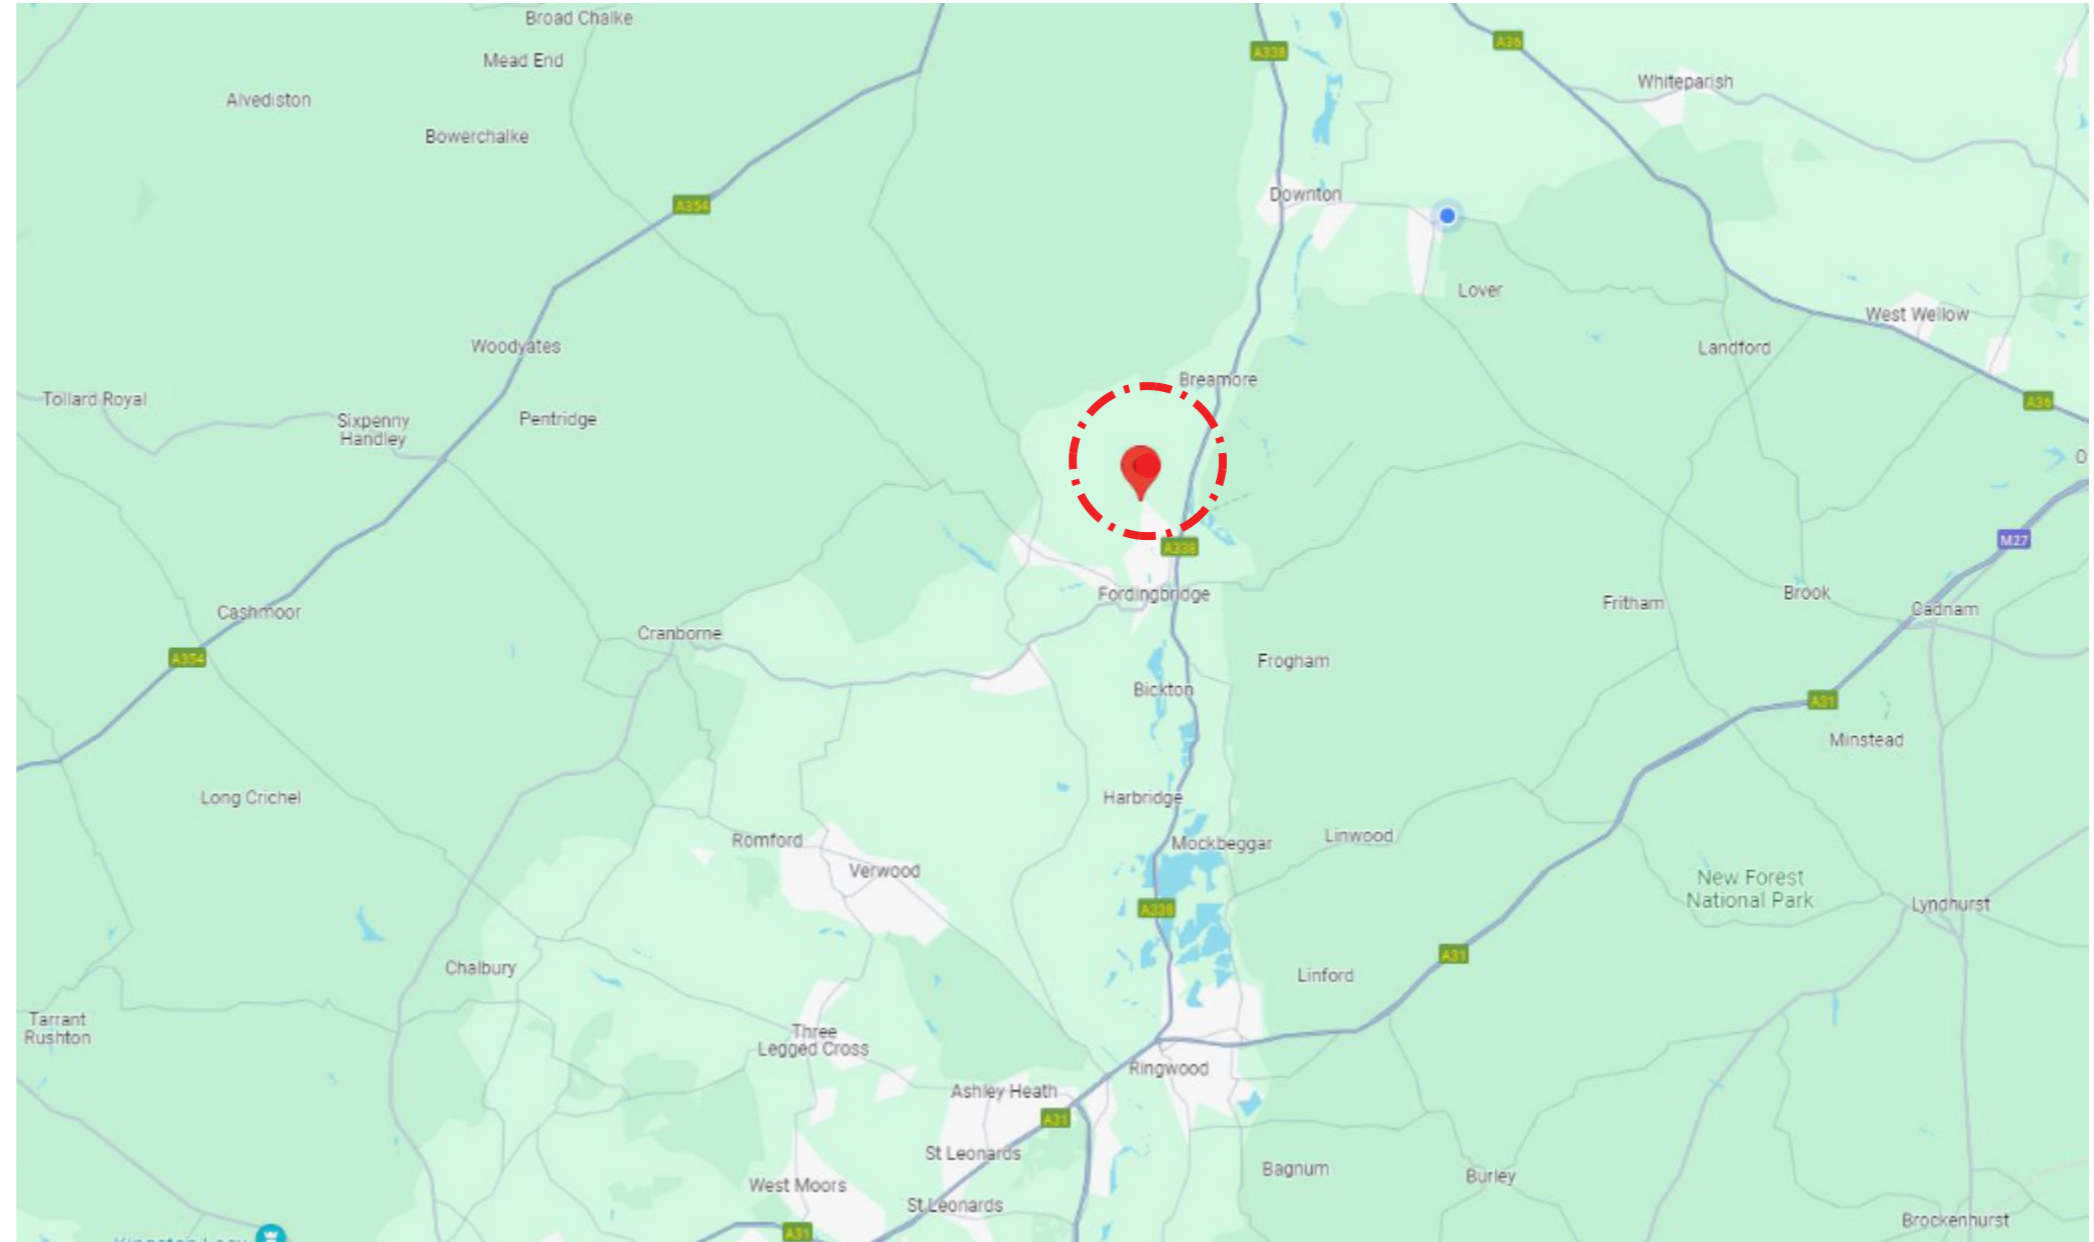 Broad Chalke
A338
A36
Mead End
Whiteparish
Alvediston
Bowerchalke
A354
Downton
Lover
West Wellow
Woodyates
Landford
Breamore
Tollard Royal
A36
Sixpenny
Handley
Pentridge
O
M27
A338
Fordingbridge
Brook
Fritham
Cadnam
Cashmoor
Cranborne
A354
Frogham
Bickton
A31
Minstead
Long Crichel
Harbridge
Romford
Mockbeggar
Linwood
Verwood
New Forest
National Park
Lyndhurst
A338
A31
Chalbury
Linford
Tarrant
Rushton
Three
Legged Cross
Ringwood
Ashley Heath
A31
St Leonards
Bagnum
Burley
West Moors
St Leonards
Brockenhurst
A31
Kingston Lacy